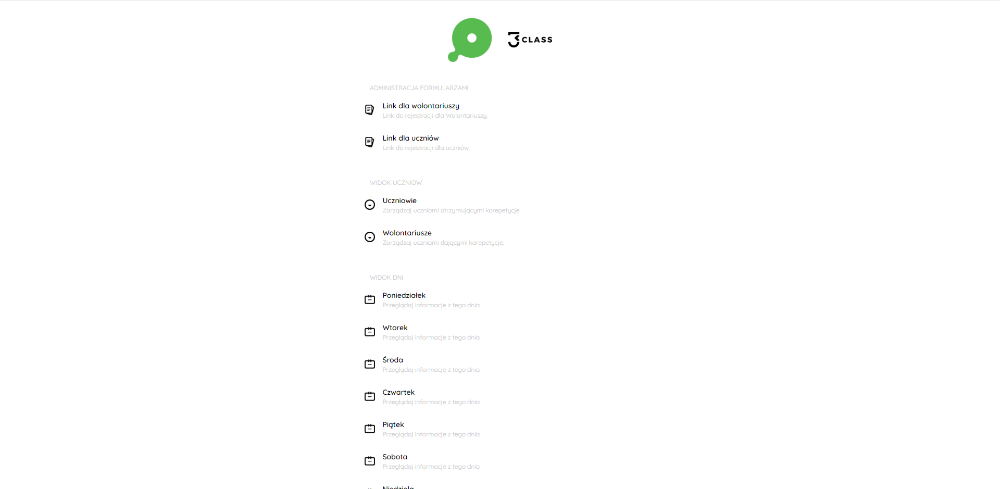 3 CLASS
ADMINISTRACJA FORMULARZAMI
Link dla wolontariuszy
Link do rejestracji dla Wolontariuszy.
Link dla uczniów
Link do rejestracji dla uczniów
WIDOK UCZNIÓW
Uczniowie
Zarządzaj uczniami otrzymującymi korepetycje.
Wolontariusze
Zarządzaj uczniami dającymi korepetycje.
WIDOK DNI
Poniedziałek
Przeglądaj informacje z tego dnia
Wtorek
Przeglądaj informacje z tego dnia
Środa
Przeglądaj informacje z tego dnia
Czwartek
Przeglądaj informacje z tego dnia
Piątek
Przeglądaj informacje z tego dnia
Sobota
Przeglądaj informacje z tego dnia
Niedziela